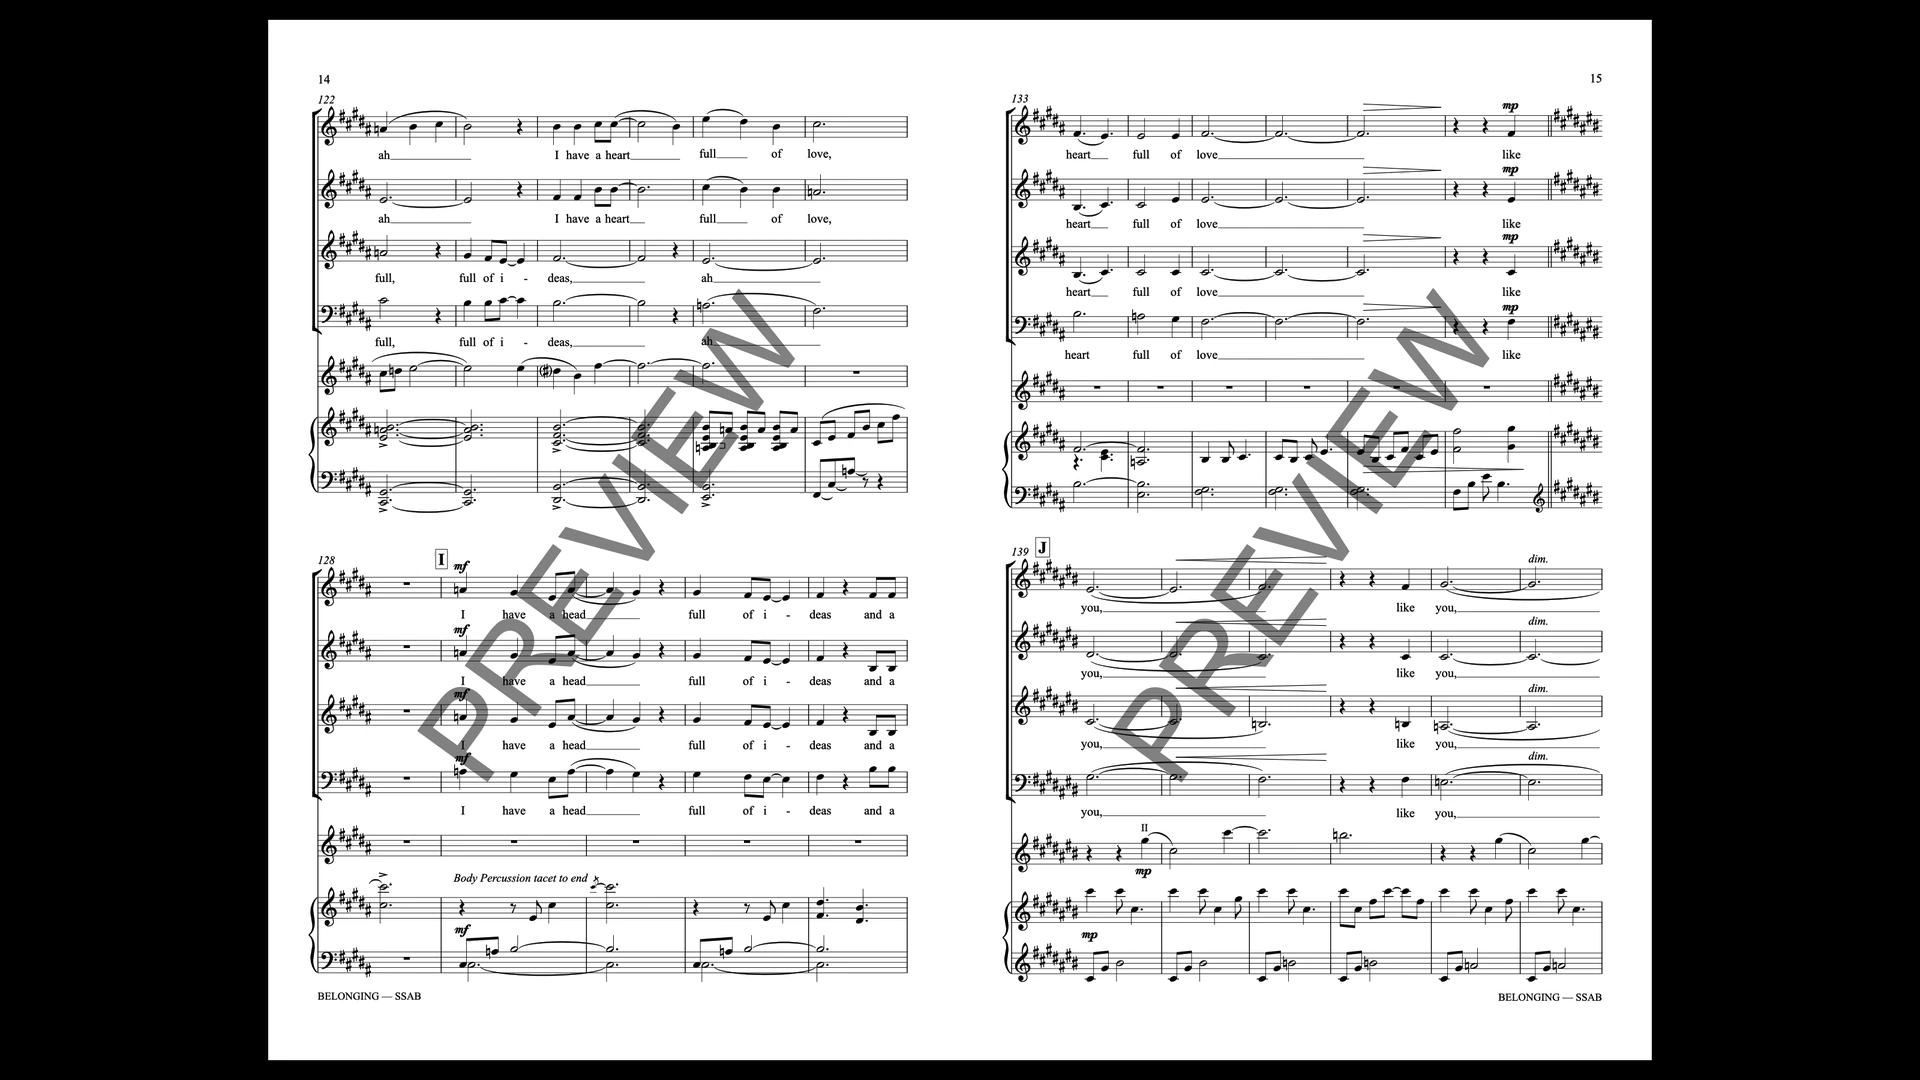 14
122
ah
I have a heart full of love,
ah
I have a heart full of love,
full, full of i - deas, ah
full, full of i - deas, ah
128
I
mf
I have a head full of i - deas and a
mf
I have a head full of i - deas and a
mf
I have a head full of i - deas and a
mf
I have a head full of i - deas and a
Body Percussion tacet to end
mf
BELONGING — SSAB
PREVIEW
15
133
mp
heart full of love like
mp
heart full of love like
mp
heart full of love like
mp
heart full of love like
139
J
dim.
you, like you,
dim.
you, like you,
dim.
you, like you,
dim.
you, like you,
II
mp
mp
BELONGING — SSAB
PREVIEW